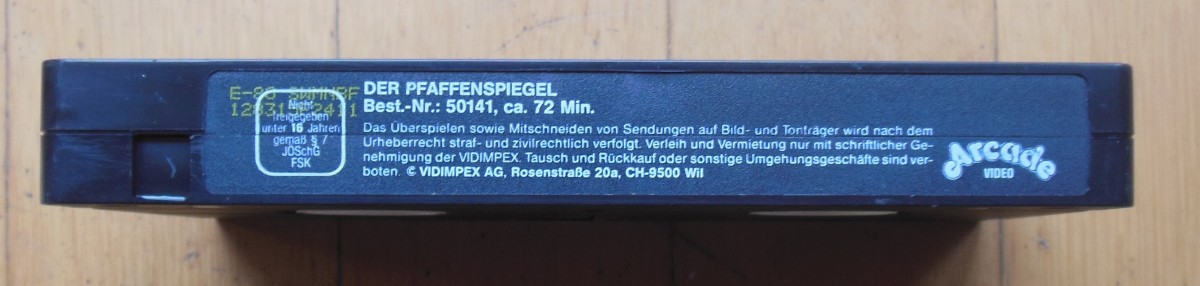 E-86 SWMMBF
Nicht
freigegeben
unter 16 Jahren
gemäß § 7
JÖSchG
FSK
DER PFAFFENSPIEGEL
Best.-Nr.: 50141, ca. 72 Min.
Das Überspielen sowie Mitschneiden von Sendungen auf Bild- und Tonträger wird nach dem
Urheberrecht straf- und zivilrechtlich verfolgt. Verleih und Vermietung nur mit schriftlicher Ge-
nehmigung der VIDIMPEX. Tausch und Rückkauf oder sonstige Umgehungsgeschäfte sind ver-
boten. © VIDIMPEX AG, Rosenstraße 20a, CH-9500 Wil
Arcade
VIDEO